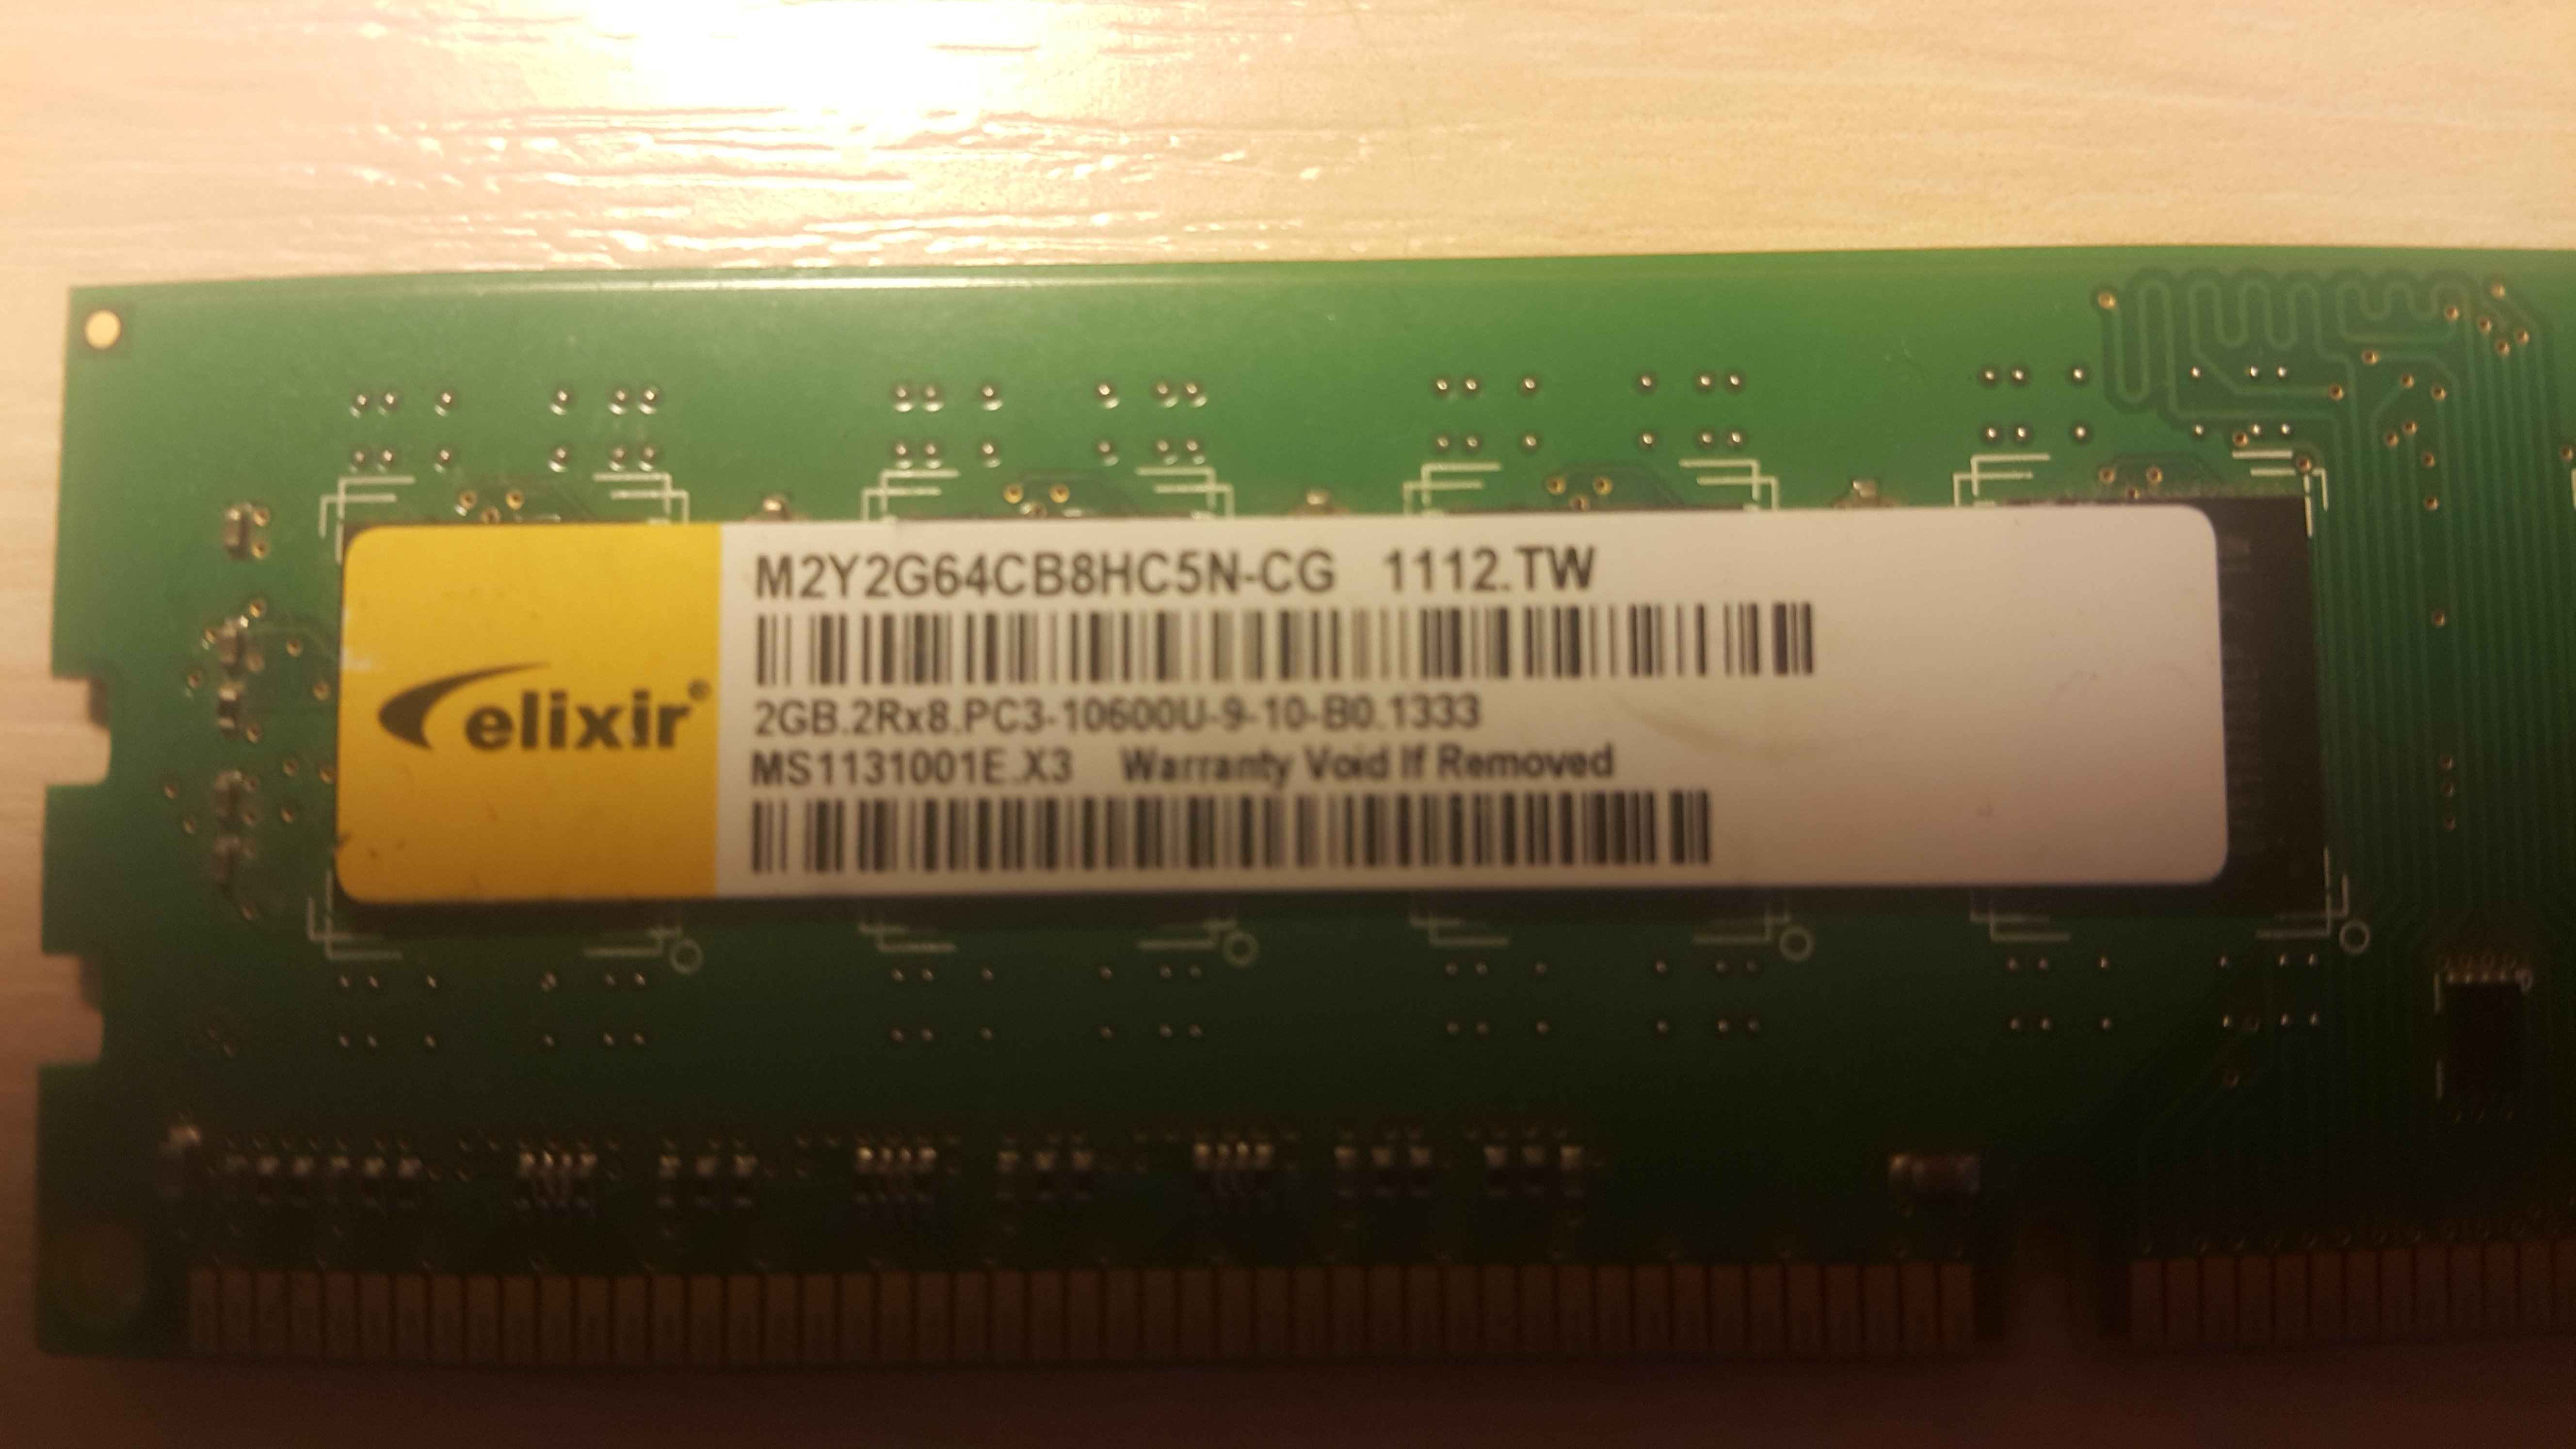 elixir®
M2Y2G64CB8HC5N-CG 1112.TW
2GB.2Rx8.PC3-10600U-9-10-B0.1333
MS1131001E.X3 Warranty Void If Removed